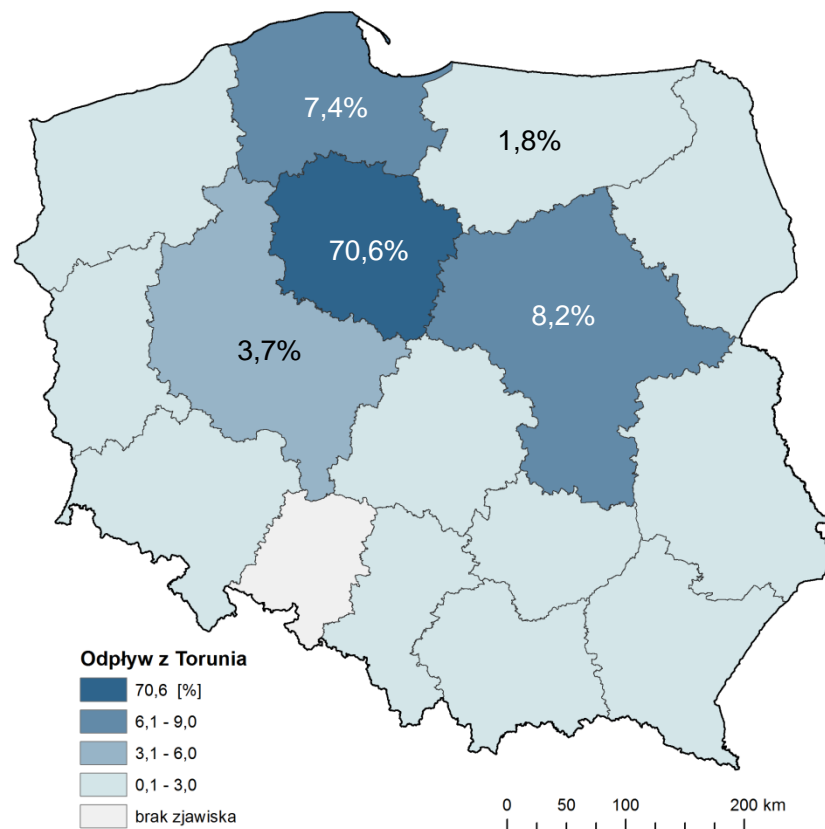 7,4%
1,8%
70,6%
8,2%
3,7%
Odpływ z Torunia
70,6 [%]
6,1 - 9,0
3,1 - 6,0
0,1 - 3,0
brak zjawiska
0 50 100 200 km